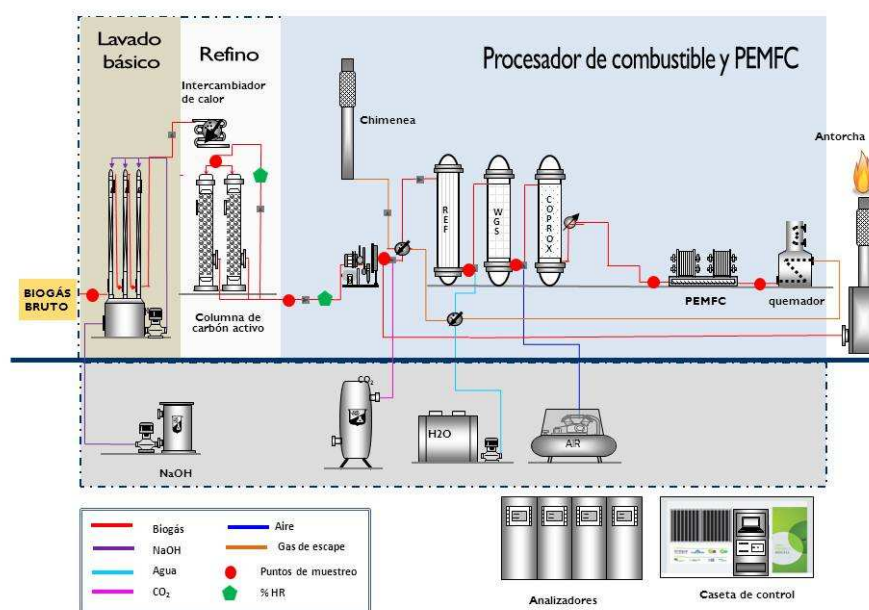 Lavado
básico
Refino
Procesador de combustible y PEMFC
Intercambiador
de calor
Chimenea
Antorcha
REF
WGS
COPROX
BIOGÁS
BRUTO
Columna de
carbón activo
PEMFC
quemador
CO₂
H2O
AIR
NaOH
Biogás
Aire
NaOH
Gas de escape
Agua
Puntos de muestreo
CO₂
% HR
Analizadores
Caseta de control